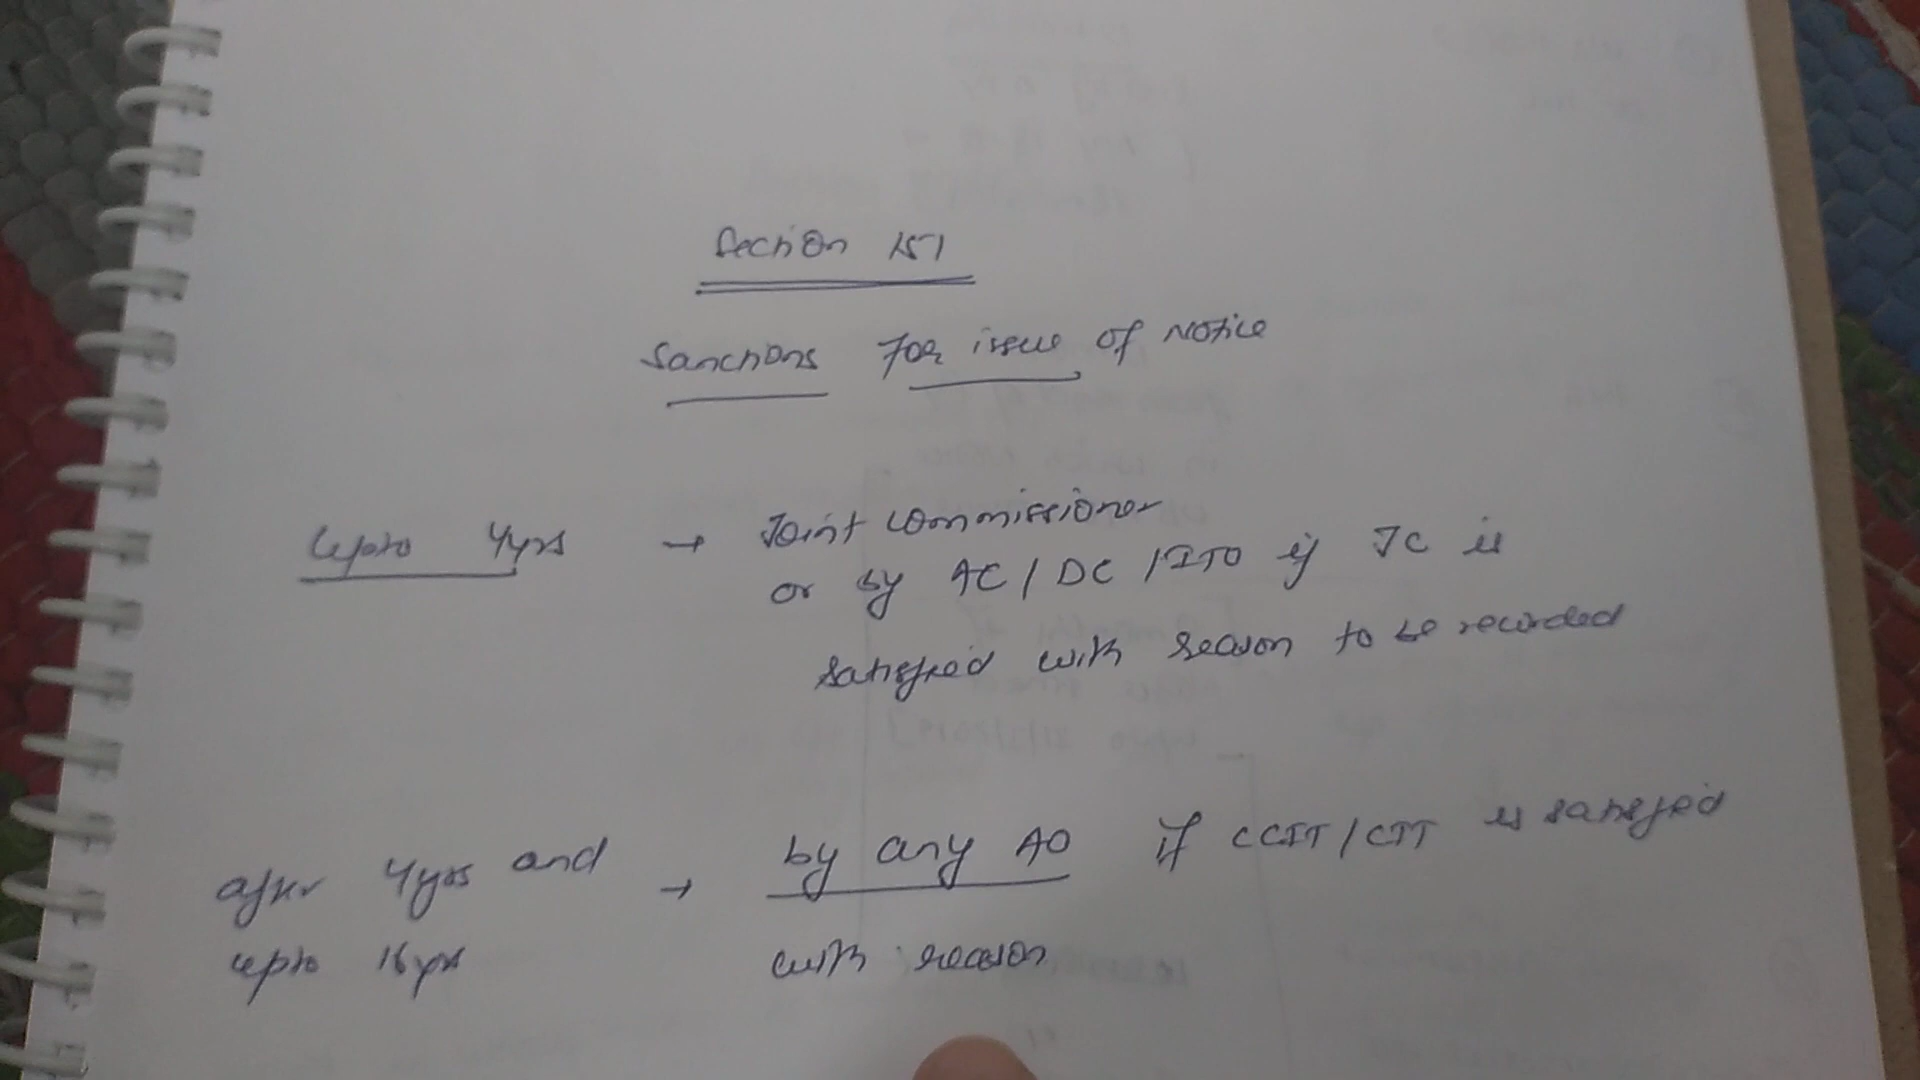 Section 151
Sanctions for issue of Notice
upto 4yrs → Joint Commissioner
or by AC / DC / ITO if JC is
satisfied with reason to be recorded
after 4yrs and → by any AO if CCIT / CIT is satisfied
upto 16 yrs with reason